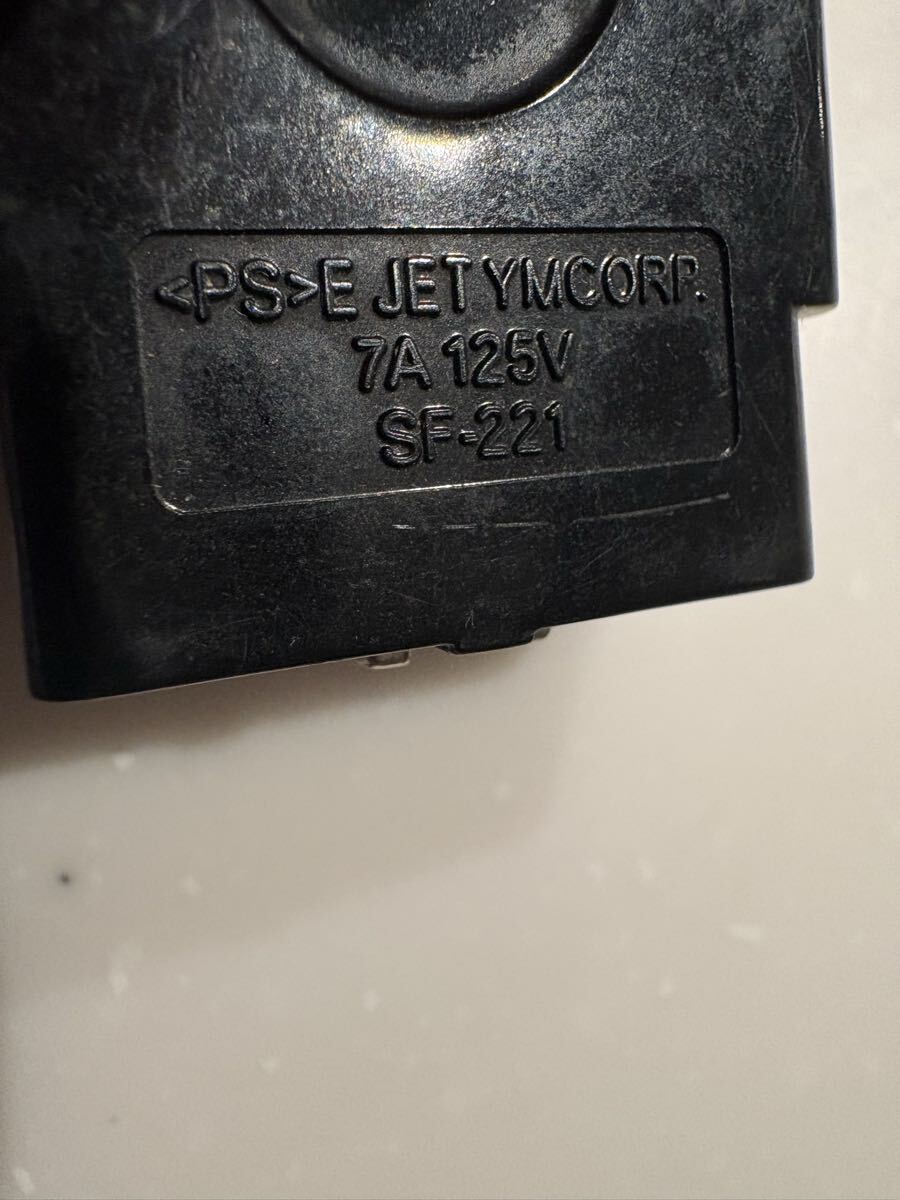 <PS>E JET YMCORP.
7A 125V
SF-221